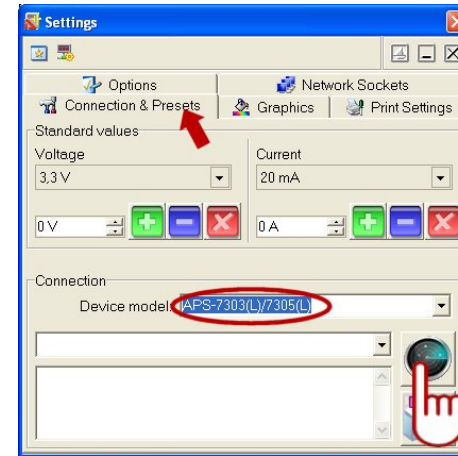 Settings
Options
Network Sockets
Connection & Presets
Graphics
Print Settings
Standard values
Voltage
Current
3,3 V
20 mA
0 V
0 A
Connection
Device model:
APS-7303(L)/7305(L)